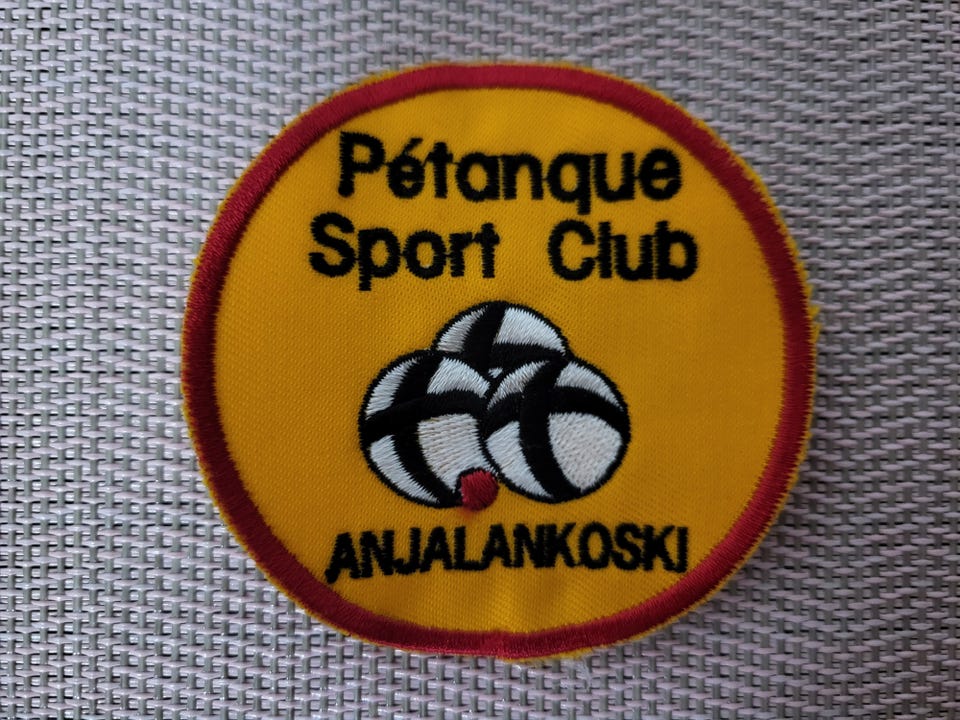 Pétanque
Sport Club
ANJALANKOSKI